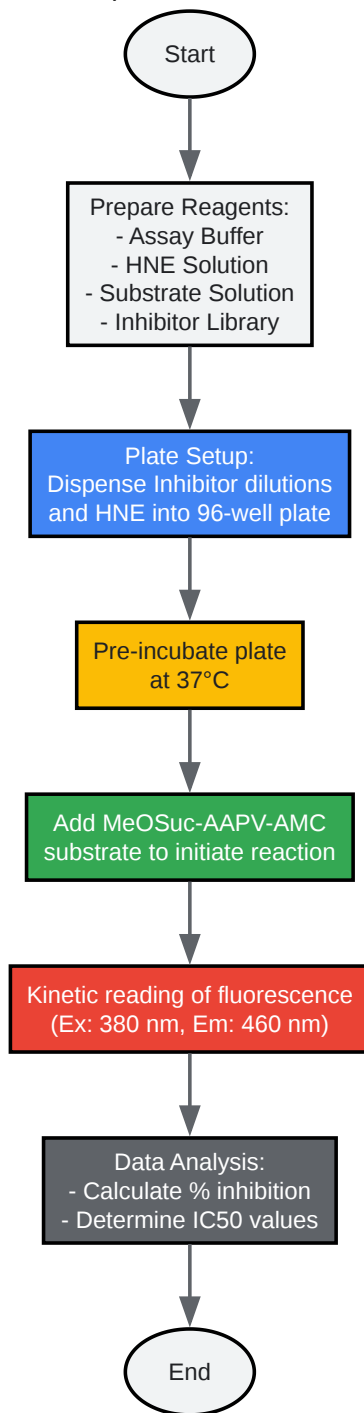 Start
Prepare Reagents:
- Assay Buffer
- HNE Solution
- Substrate Solution
- Inhibitor Library
Plate Setup:
Dispense Inhibitor dilutions
and HNE into 96-well plate
Pre-incubate plate
at 37°C
Add MeOSuc-AAPV-AMC
substrate to initiate reaction
Kinetic reading of fluorescence
(Ex: 380 nm, Em: 460 nm)
Data Analysis:
- Calculate % inhibition
- Determine IC50 values
End